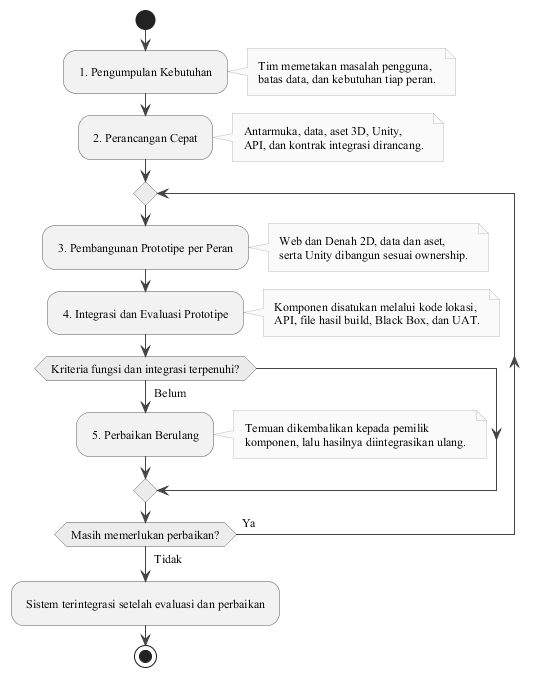 1. Pengumpulan Kebutuhan
Tim memetakan masalah pengguna,
batas data, dan kebutuhan tiap peran.
2. Perancangan Cepat
Antarmuka, data, aset 3D, Unity,
API, dan kontrak integrasi dirancang.
3. Pembangunan Prototipe per Peran
Web dan Denah 2D, data dan aset,
serta Unity dibangun sesuai ownership.
4. Integrasi dan Evaluasi Prototipe
Komponen disatukan melalui kode lokasi,
API, file hasil build, Black Box, dan UAT.
Kriteria fungsi dan integrasi terpenuhi?
Belum
5. Perbaikan Berulang
Temuan dikembalikan kepada pemilik
komponen, lalu hasilnya diintegrasikan ulang.
Masih memerlukan perbaikan?
Ya
Tidak
Sistem terintegrasi setelah evaluasi dan perbaikan